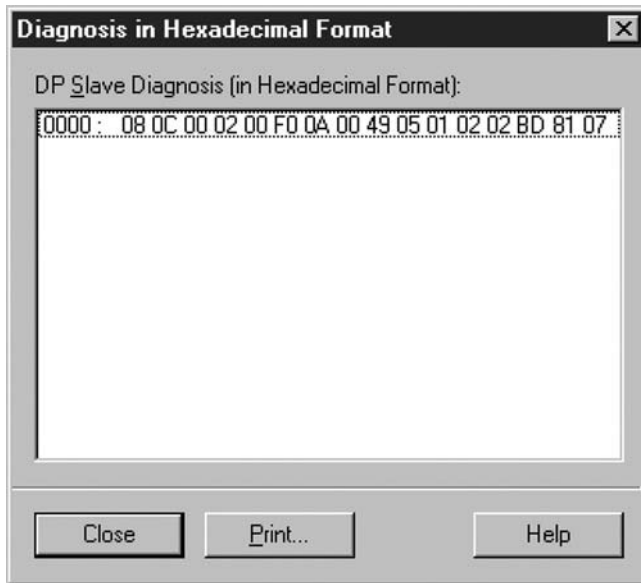 Diagnosis in Hexadecimal Format
DP Slave Diagnosis (in Hexadecimal Format):
0000 : 08 0C 00 02 00 F0 0A 00 49 05 01 02 02 BD 81 07
Close
Print...
Help